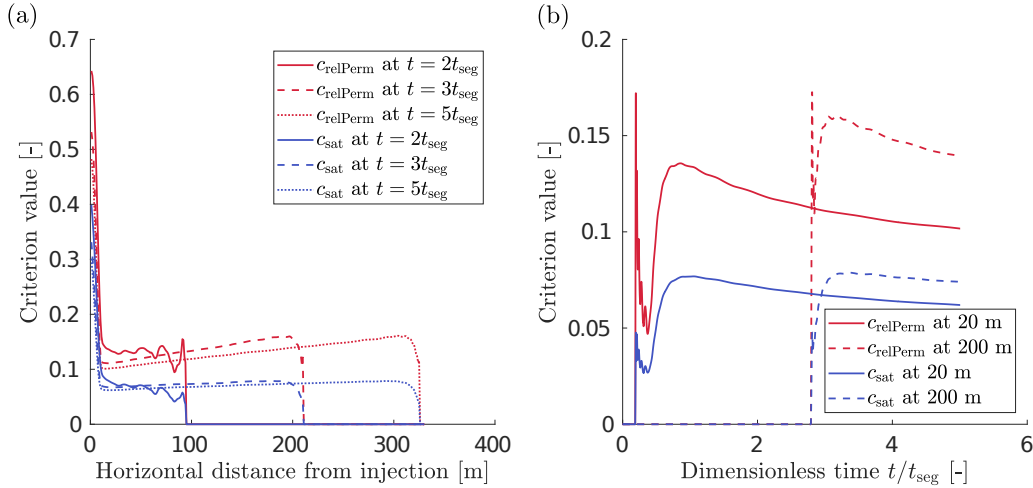 (a)
Criterion value [-]
0.7
0.6
0.5
0.4
0.3
0.2
0.1
0
0
100
200
300
400
Horizontal distance from injection [m]
c_relPerm at t = 2t_seg
c_relPerm at t = 3t_seg
c_relPerm at t = 5t_seg
c_sat at t = 2t_seg
c_sat at t = 3t_seg
c_sat at t = 5t_seg
(b)
Criterion value [-]
0.2
0.15
0.1
0.05
0
0
2
4
6
Dimensionless time t/t_seg [-]
c_relPerm at 20 m
c_relPerm at 200 m
c_sat at 20 m
c_sat at 200 m